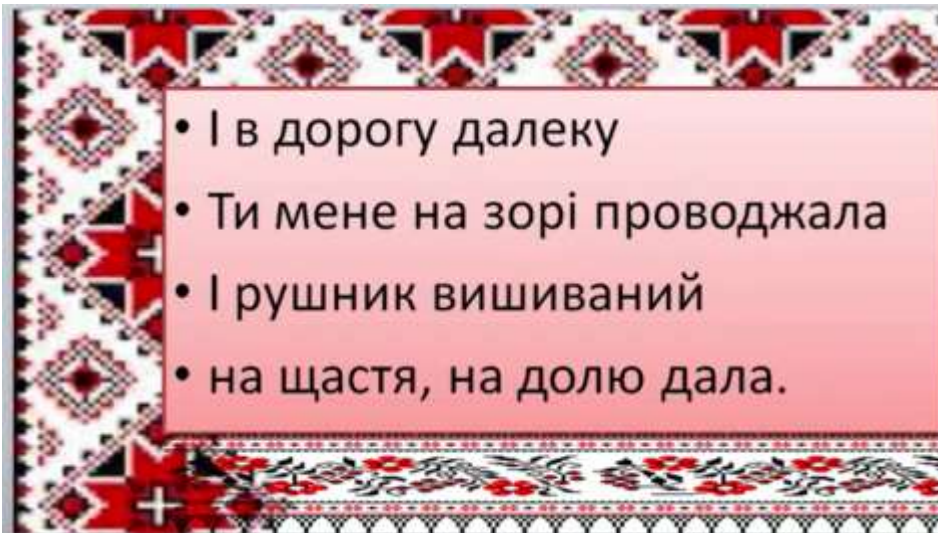 • І в дорогу далеку
• Ти мене на зорі проводжала
• І рушник вишиваний
• на щастя, на долю дала.